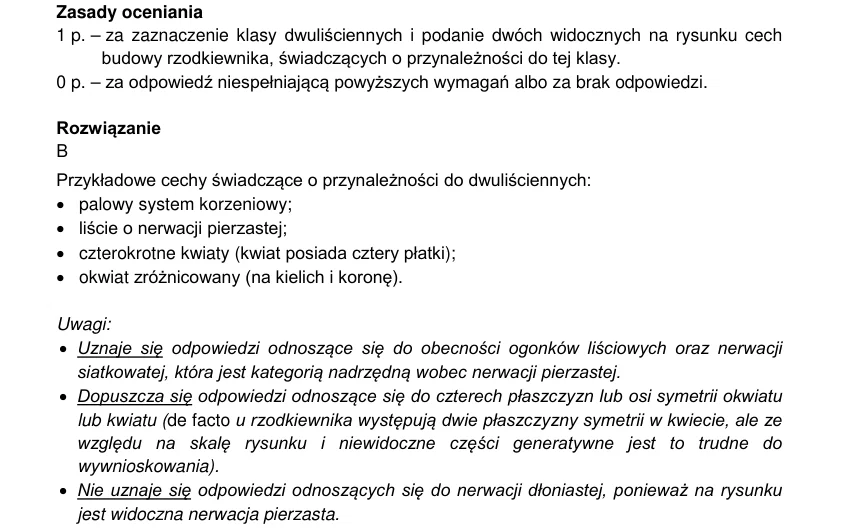 Zasady oceniania
1 p. – za zaznaczenie klasy dwuliściennych i podanie dwóch widocznych na rysunku cech
budowy rzodkiewnika, świadczących o przynależności do tej klasy.
0 p. – za odpowiedź niespełniającą powyższych wymagań albo za brak odpowiedzi.
Rozwiązanie
B
Przykładowe cechy świadczące o przynależności do dwuliściennych:
• palowy system korzeniowy;
• liście o nerwacji pierzastej;
• czterokrotne kwiaty (kwiat posiada cztery płatki);
• okwiat zróżnicowany (na kielich i koronę).
Uwagi:
• Uznaje się odpowiedzi odnoszące się do obecności ogonków liściowych oraz nerwacji
siatkowatej, która jest kategorią nadrzędną wobec nerwacji pierzastej.
• Dopuszcza się odpowiedzi odnoszące się do czterech płaszczyzn lub osi symetrii okwiatu
lub kwiatu (de facto u rzodkiewnika występują dwie płaszczyzny symetrii w kwiecie, ale ze
względu na skalę rysunku i niewidoczne części generatywne jest to trudne do
wywnioskowania).
• Nie uznaje się odpowiedzi odnoszących się do nerwacji dłoniastej, ponieważ na rysunku
jest widoczna nerwacja pierzasta.